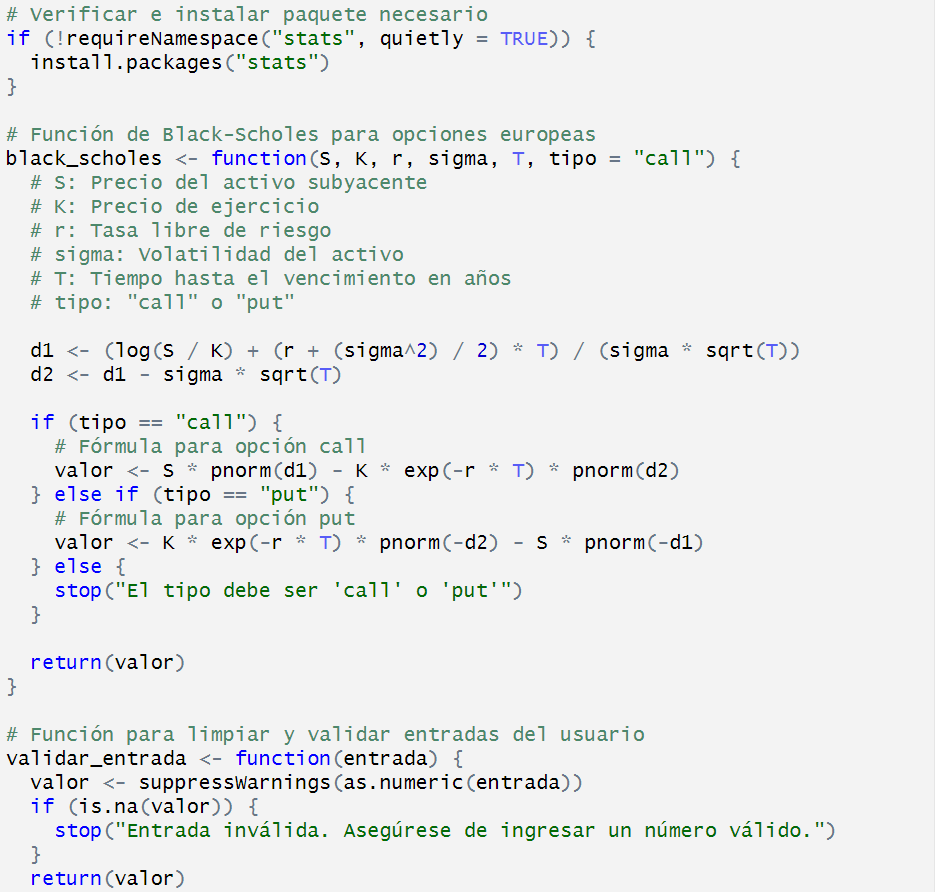 # Verificar e instalar paquete necesario
if (!requireNamespace("stats", quietly = TRUE)) {
  install.packages("stats")
}

# Función de Black-Scholes para opciones europeas
black_scholes <- function(S, K, r, sigma, T, tipo = "call") {
  # S: Precio del activo subyacente
  # K: Precio de ejercicio
  # r: Tasa libre de riesgo
  # sigma: Volatilidad del activo
  # T: Tiempo hasta el vencimiento en años
  # tipo: "call" o "put"

  d1 <- (log(S / K) + (r + (sigma^2) / 2) * T) / (sigma * sqrt(T))
  d2 <- d1 - sigma * sqrt(T)

  if (tipo == "call") {
    # Fórmula para opción call
    valor <- S * pnorm(d1) - K * exp(-r * T) * pnorm(d2)
  } else if (tipo == "put") {
    # Fórmula para opción put
    valor <- K * exp(-r * T) * pnorm(-d2) - S * pnorm(-d1)
  } else {
    stop("El tipo debe ser 'call' o 'put'")
  }

  return(valor)
}

# Función para limpiar y validar entradas del usuario
validar_entrada <- function(entrada) {
  valor <- suppressWarnings(as.numeric(entrada))
  if (is.na(valor)) {
    stop("Entrada inválida. Asegúrese de ingresar un número válido.")
  }
  return(valor)